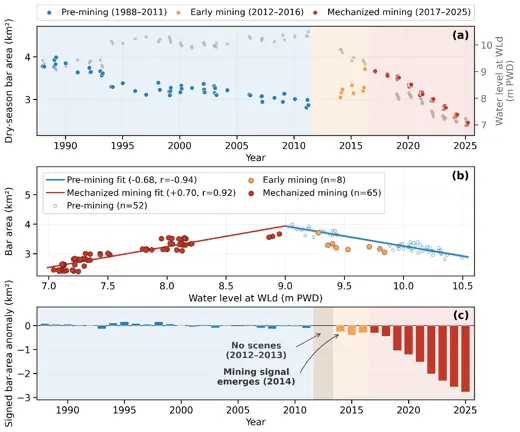 Pre-mining (1988–2011) Early mining (2012–2016) Mechanized mining (2017–2025)
(a)
Dry-season bar area (km²)
4
3
10
9
8
7
Water level at WLd
(m PWD)
1990 1995 2000 2005 2010 2015 2020 2025
Year
(b)
Pre-mining fit (-0.68, r=-0.94) Early mining (n=8)
Mechanized mining fit (+0.70, r=0.92) Mechanized mining (n=65)
Pre-mining (n=52)
Bar area (km²)
5
4
3
7.0 7.5 8.0 8.5 9.0 9.5 10.0 10.5
Water level at WLd (m PWD)
(c)
Signed bar-area anomaly (km²)
0
−1
−2
−3
No scenes
(2012–2013)
Mining signal
emerges (2014)
1990 1995 2000 2005 2010 2015 2020 2025
Year